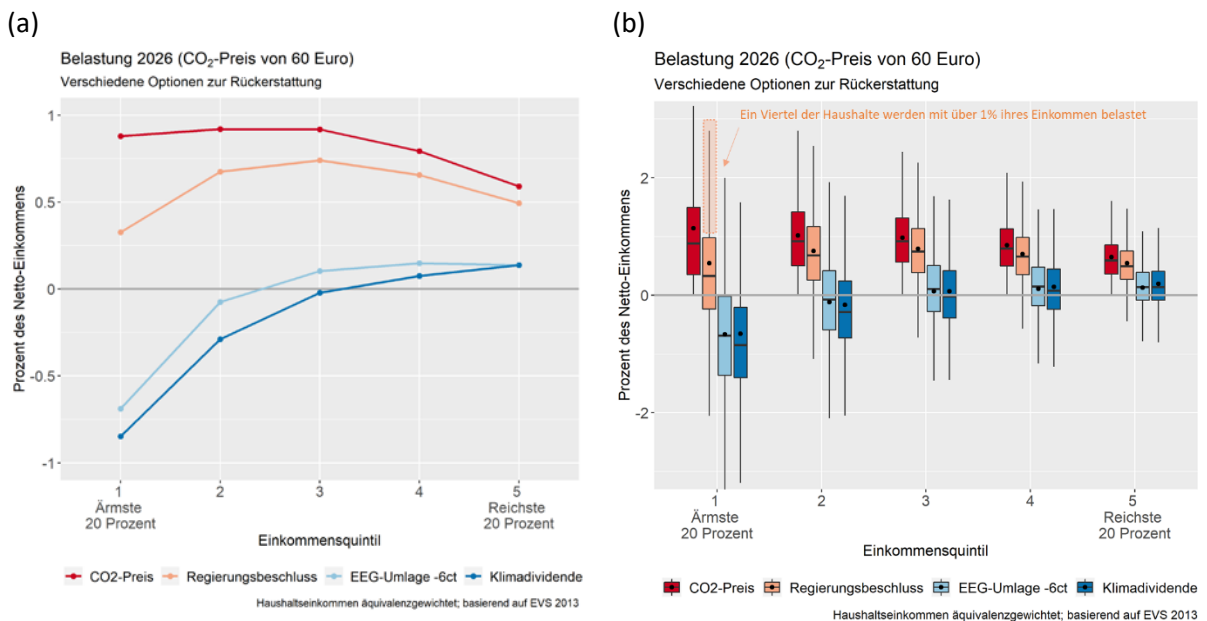 (a)
Belastung 2026 (CO₂-Preis von 60 Euro)
Verschiedene Optionen zur Rückerstattung
Prozent des Netto-Einkommens
1
0.5
0
-0.5
-1
1
2
3
4
5
Ärmste
20 Prozent
Reichste
20 Prozent
Einkommensquintil
CO2-Preis
Regierungsbeschluss
EEG-Umlage -6ct
Klimadividende
Haushaltseinkommen äquivalenzgewichtet; basierend auf EVS 2013
(b)
Belastung 2026 (CO₂-Preis von 60 Euro)
Verschiedene Optionen zur Rückerstattung
Ein Viertel der Haushalte werden mit über 1% ihres Einkommen belastet
Prozent des Netto-Einkommens
2
0
-2
1
2
3
4
5
Ärmste
20 Prozent
Reichste
20 Prozent
Einkommensquintil
CO2-Preis
Regierungsbeschluss
EEG-Umlage -6ct
Klimadividende
Haushaltseinkommen äquivalenzgewichtet; basierend auf EVS 2013